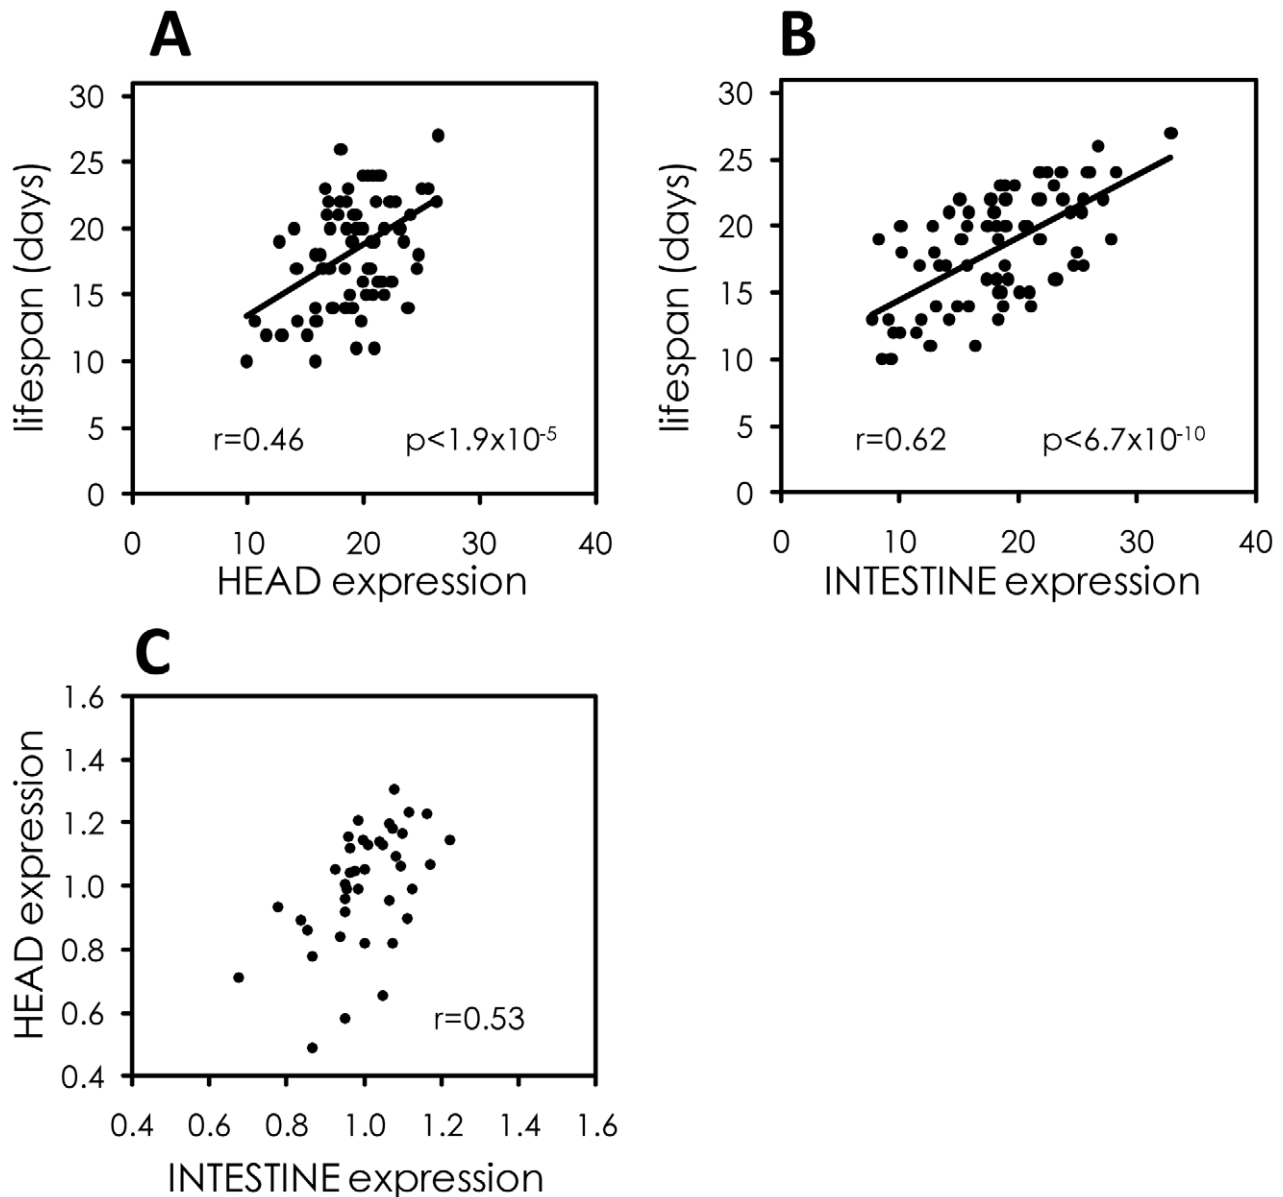 A
30
25
20
15
10
5
0
lifespan (days)
r=0.46
p<1.9x10-5
0 10 20 30 40
HEAD expression
B
30
25
20
15
10
5
0
lifespan (days)
r=0.62
p<6.7x10-10
0 10 20 30 40
INTESTINE expression
C
1.6
1.4
1.2
1.0
0.8
0.6
0.4
HEAD expression
r=0.53
0.4 0.6 0.8 1.0 1.2 1.4 1.6
INTESTINE expression